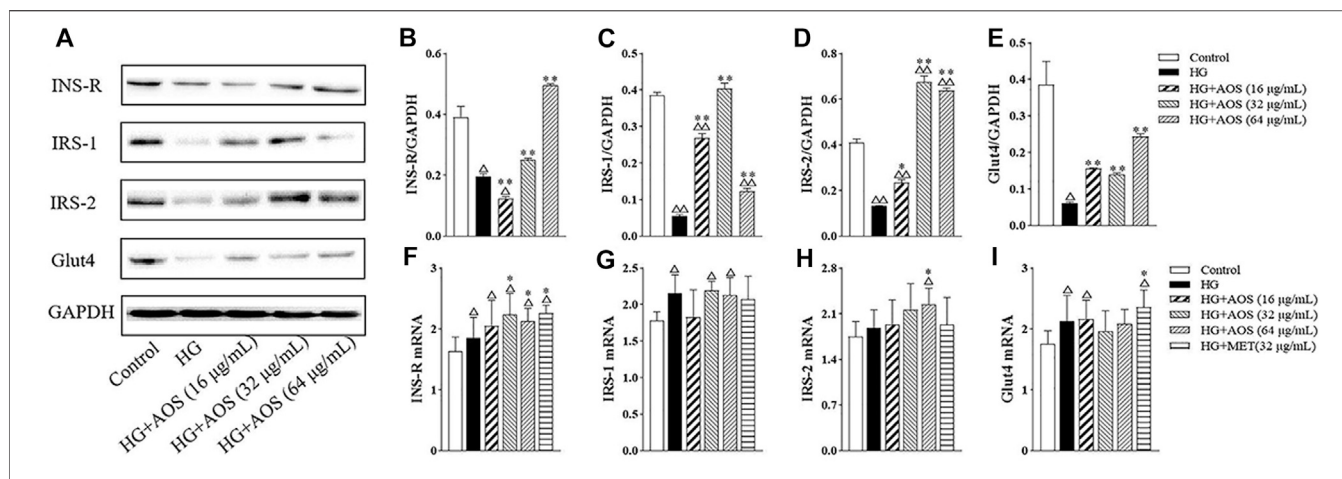 A
INS-R
IRS-1
IRS-2
Glut4
GAPDH
Control
HG
HG+AOS (16 μg/mL)
HG+AOS (32 μg/mL)
HG+AOS (64 μg/mL)
B
INS-R/GAPDH
0.6
0.4
0.2
0.0
△
**
△
**
**
C
IRS-1/GAPDH
0.5
0.4
0.3
0.2
0.1
0.0
△△
**
△△
**
**
△△
D
IRS-2/GAPDH
0.8
0.6
0.4
0.2
0.0
△△
*
△△
**
△△
**
△△
E
Glut4/GAPDH
0.5
0.4
0.3
0.2
0.1
0.0
△
**
**
**
Control
HG
HG+AOS (16 μg/mL)
HG+AOS (32 μg/mL)
HG+AOS (64 μg/mL)
F
INS-R mRNA
3
2
1
0
△
△
*
△
*
△
*
△
G
IRS-1 mRNA
2.5
2.0
1.5
1.0
0.5
0.0
△
△
△
H
IRS-2 mRNA
2.8
2.1
1.4
0.7
0.0
*
△
I
Glut4 mRNA
3
2
1
0
△
△
*
△
Control
HG
HG+AOS (16 μg/mL)
HG+AOS (32 μg/mL)
HG+AOS (64 μg/mL)
HG+MET(32 μg/mL)